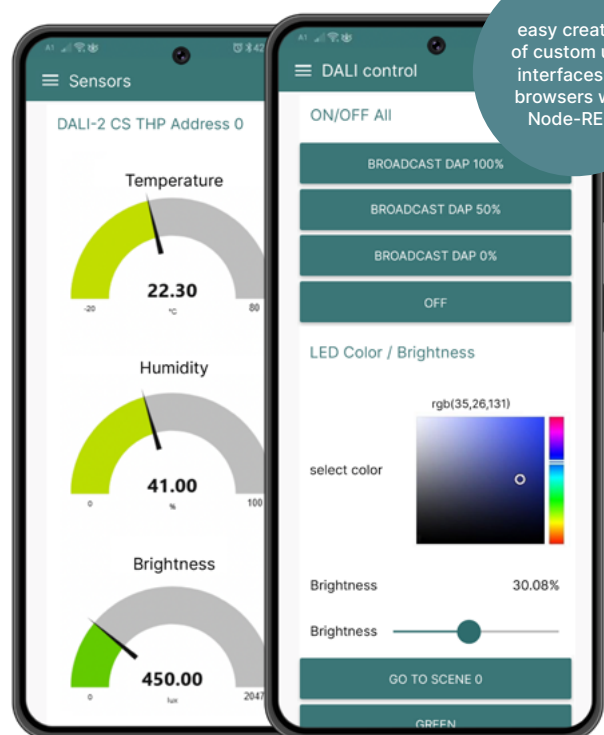 Sensors
DALI-2 CS THP Address 0
Temperature
22.30
-20
°C
80
Humidity
41.00
0
%
100
Brightness
450.00
0
lux
2047
DALI control
ON/OFF All
BROADCAST DAP 100%
BROADCAST DAP 50%
BROADCAST DAP 0%
OFF
LED Color / Brightness
rgb(35,26,131)
select color
Brightness 30.08%
Brightness
GO TO SCENE 0
GREEN
easy
of custom
interfaces
browsers